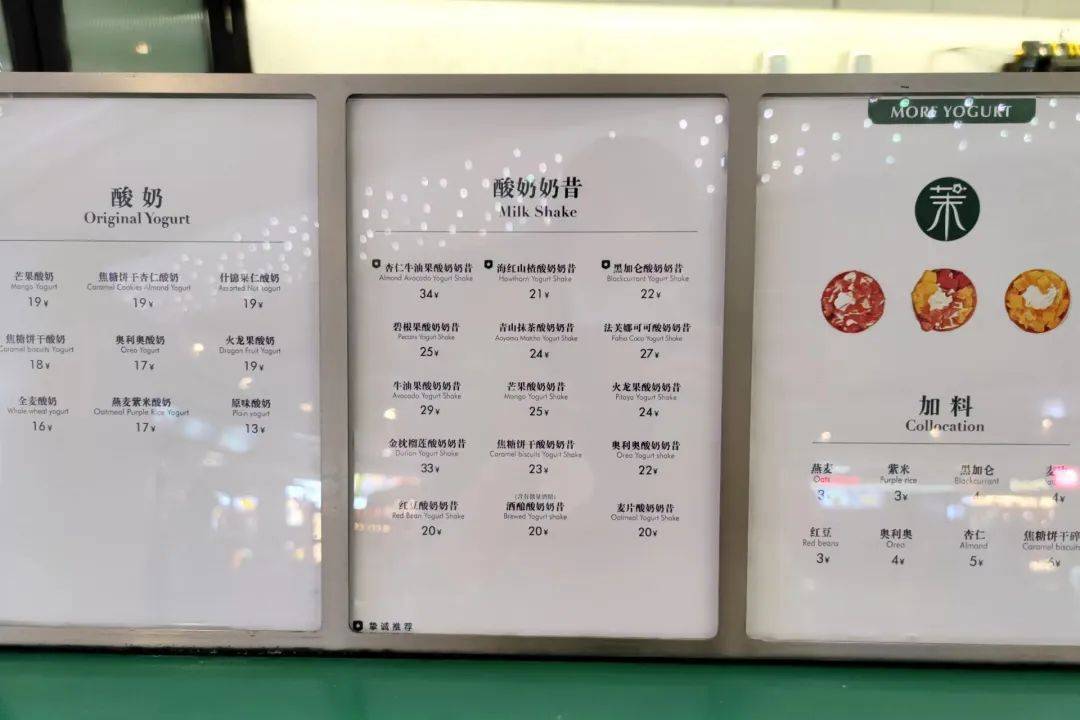 酸奶
Original Yogurt
芒果酸奶
Mango Yogurt
19¥
焦糖饼干杏仁酸奶
Caramel Cookies Almond Yogurt
19¥
什锦果仁酸奶
Assorted Nut Yogurt
19¥
焦糖饼干酸奶
Caramel biscuits Yogurt
18¥
奥利奥酸奶
Oreo Yogurt
17¥
火龙果酸奶
Dragon Fruit Yogurt
19¥
全麦酸奶
Whole wheat yogurt
16¥
燕麦紫米酸奶
Oatmeal Purple Rice Yogurt
17¥
原味酸奶
Plain yogurt
13¥
酸奶奶昔
Milk Shake
杏仁牛油果酸奶奶昔
Almond Avocado Yogurt Shake
34¥
海红山楂酸奶奶昔
Hawthorn Yogurt Shake
21¥
黑加仑酸奶奶昔
Blackcurrant Yogurt Shake
22¥
碧根果酸奶奶昔
Pecans Yogurt Shake
25¥
青山抹茶酸奶奶昔
Aoyama Matcha Yogurt Shake
24¥
法芙娜可可酸奶奶昔
Fabia Coco Yogurt Shake
27¥
牛油果酸奶奶昔
Avocado Yogurt Shake
29¥
芒果酸奶奶昔
Mango Yogurt Shake
25¥
火龙果酸奶奶昔
Pitaya Yogurt Shake
24¥
金枕榴莲酸奶奶昔
Durian Yogurt Shake
33¥
焦糖饼干酸奶奶昔
Caramel biscuits Yogurt Shake
23¥
奥利奥酸奶奶昔
Oreo Yogurt shake
22¥
红豆酸奶奶昔
Red Bean Yogurt Shake
20¥
(含有微量酒精)
酒酿酸奶奶昔
Brewed Yogurt shake
20¥
麦片酸奶奶昔
Oatmeal Yogurt Shake
20¥
挚诚推荐
MORE YOGURT
茉
加料
Collocation
燕麦
Oats
3
紫米
Purple rice
3¥
黑加仑
Blackcurrant
4
麦
4¥
红豆
Red beans
3¥
奥利奥
Oreo
4¥
杏仁
Almond
5¥
焦糖饼干碎
Caramel biscuits
6¥